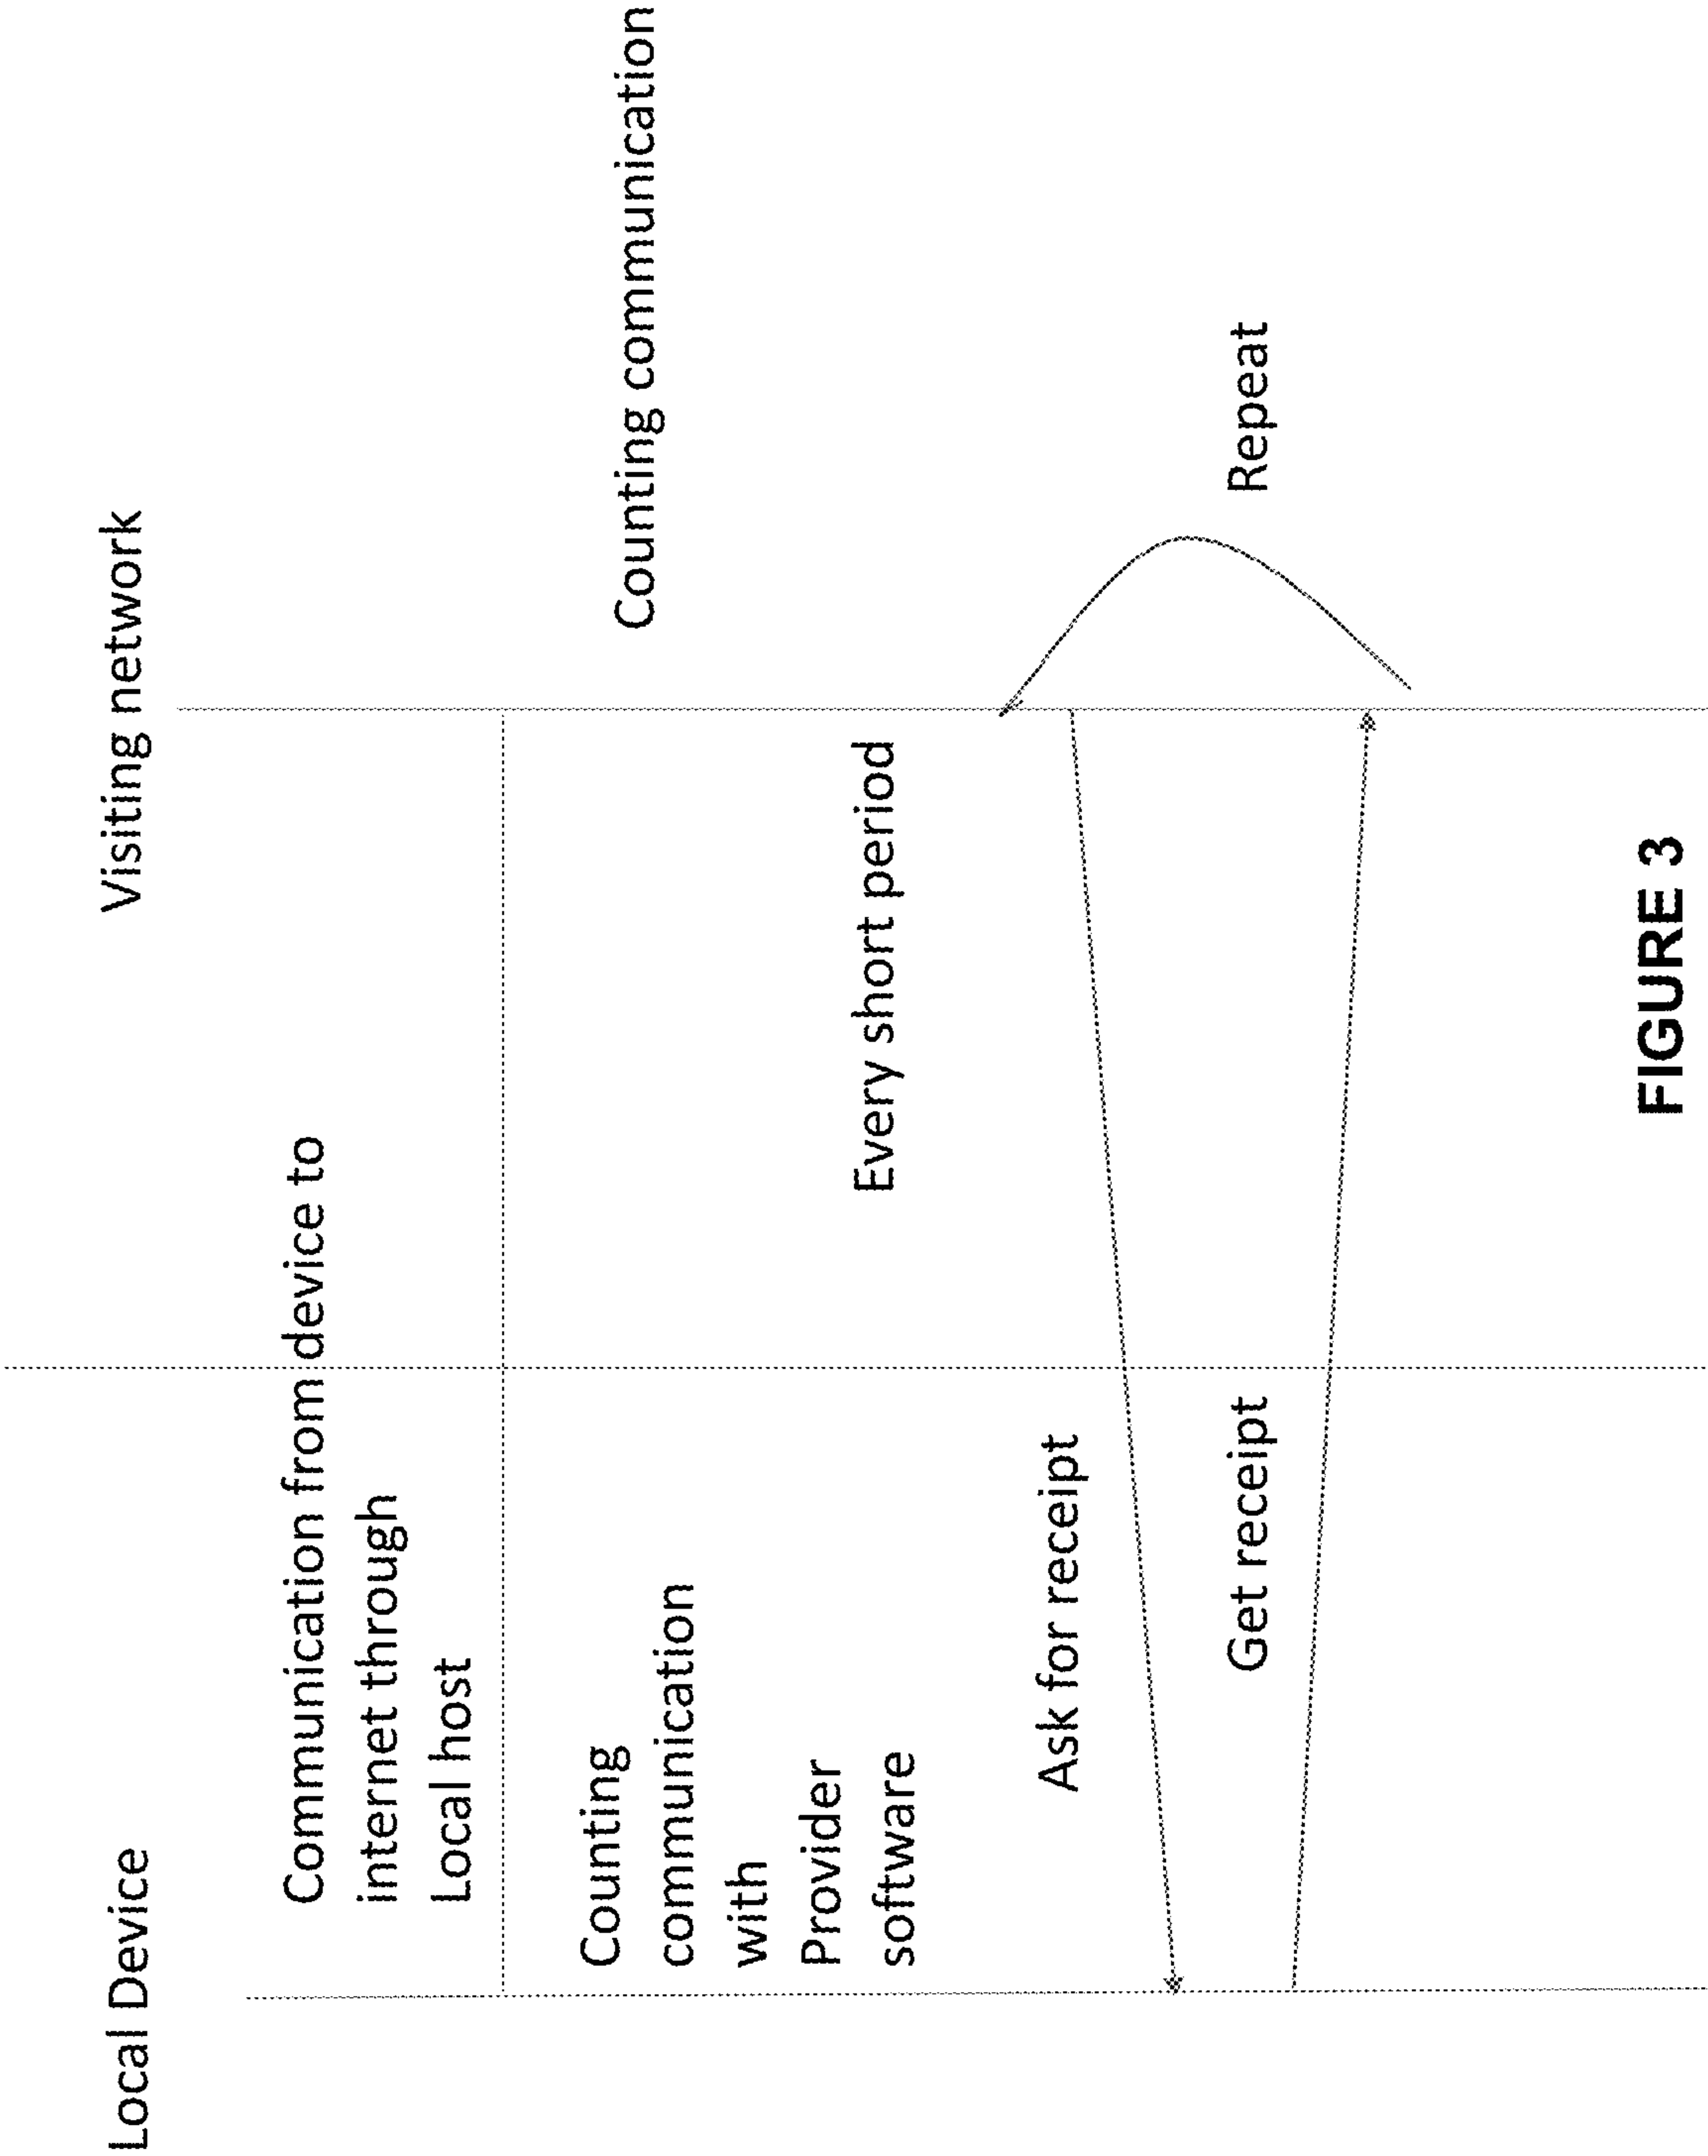 Local Device
Visiting network
Communication from device to
internet through
Local host
Counting
communication
with
Provider
software
Counting communication
Every short period
Ask for receipt
Get receipt
Repeat
FIGURE 3